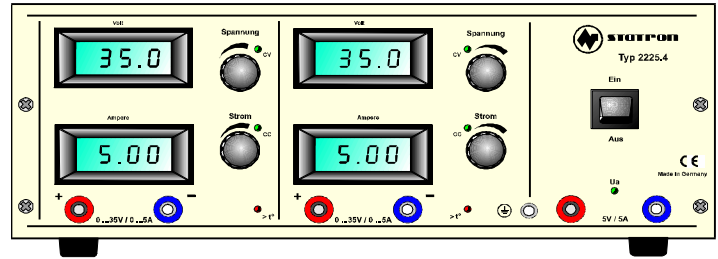 Volt
35.0
Spannung
CV
Ampere
5.00
Strom
CC
+
−
0 ...35V / 0...5A
>t°
Volt
35.0
Spannung
CV
Ampere
5.00
Strom
CC
+
−
0 ...35V / 0...5A
>t°
statron
Typ 2225.4
Ein
Aus
CE
Made in Germany
Ua
5V / 5A